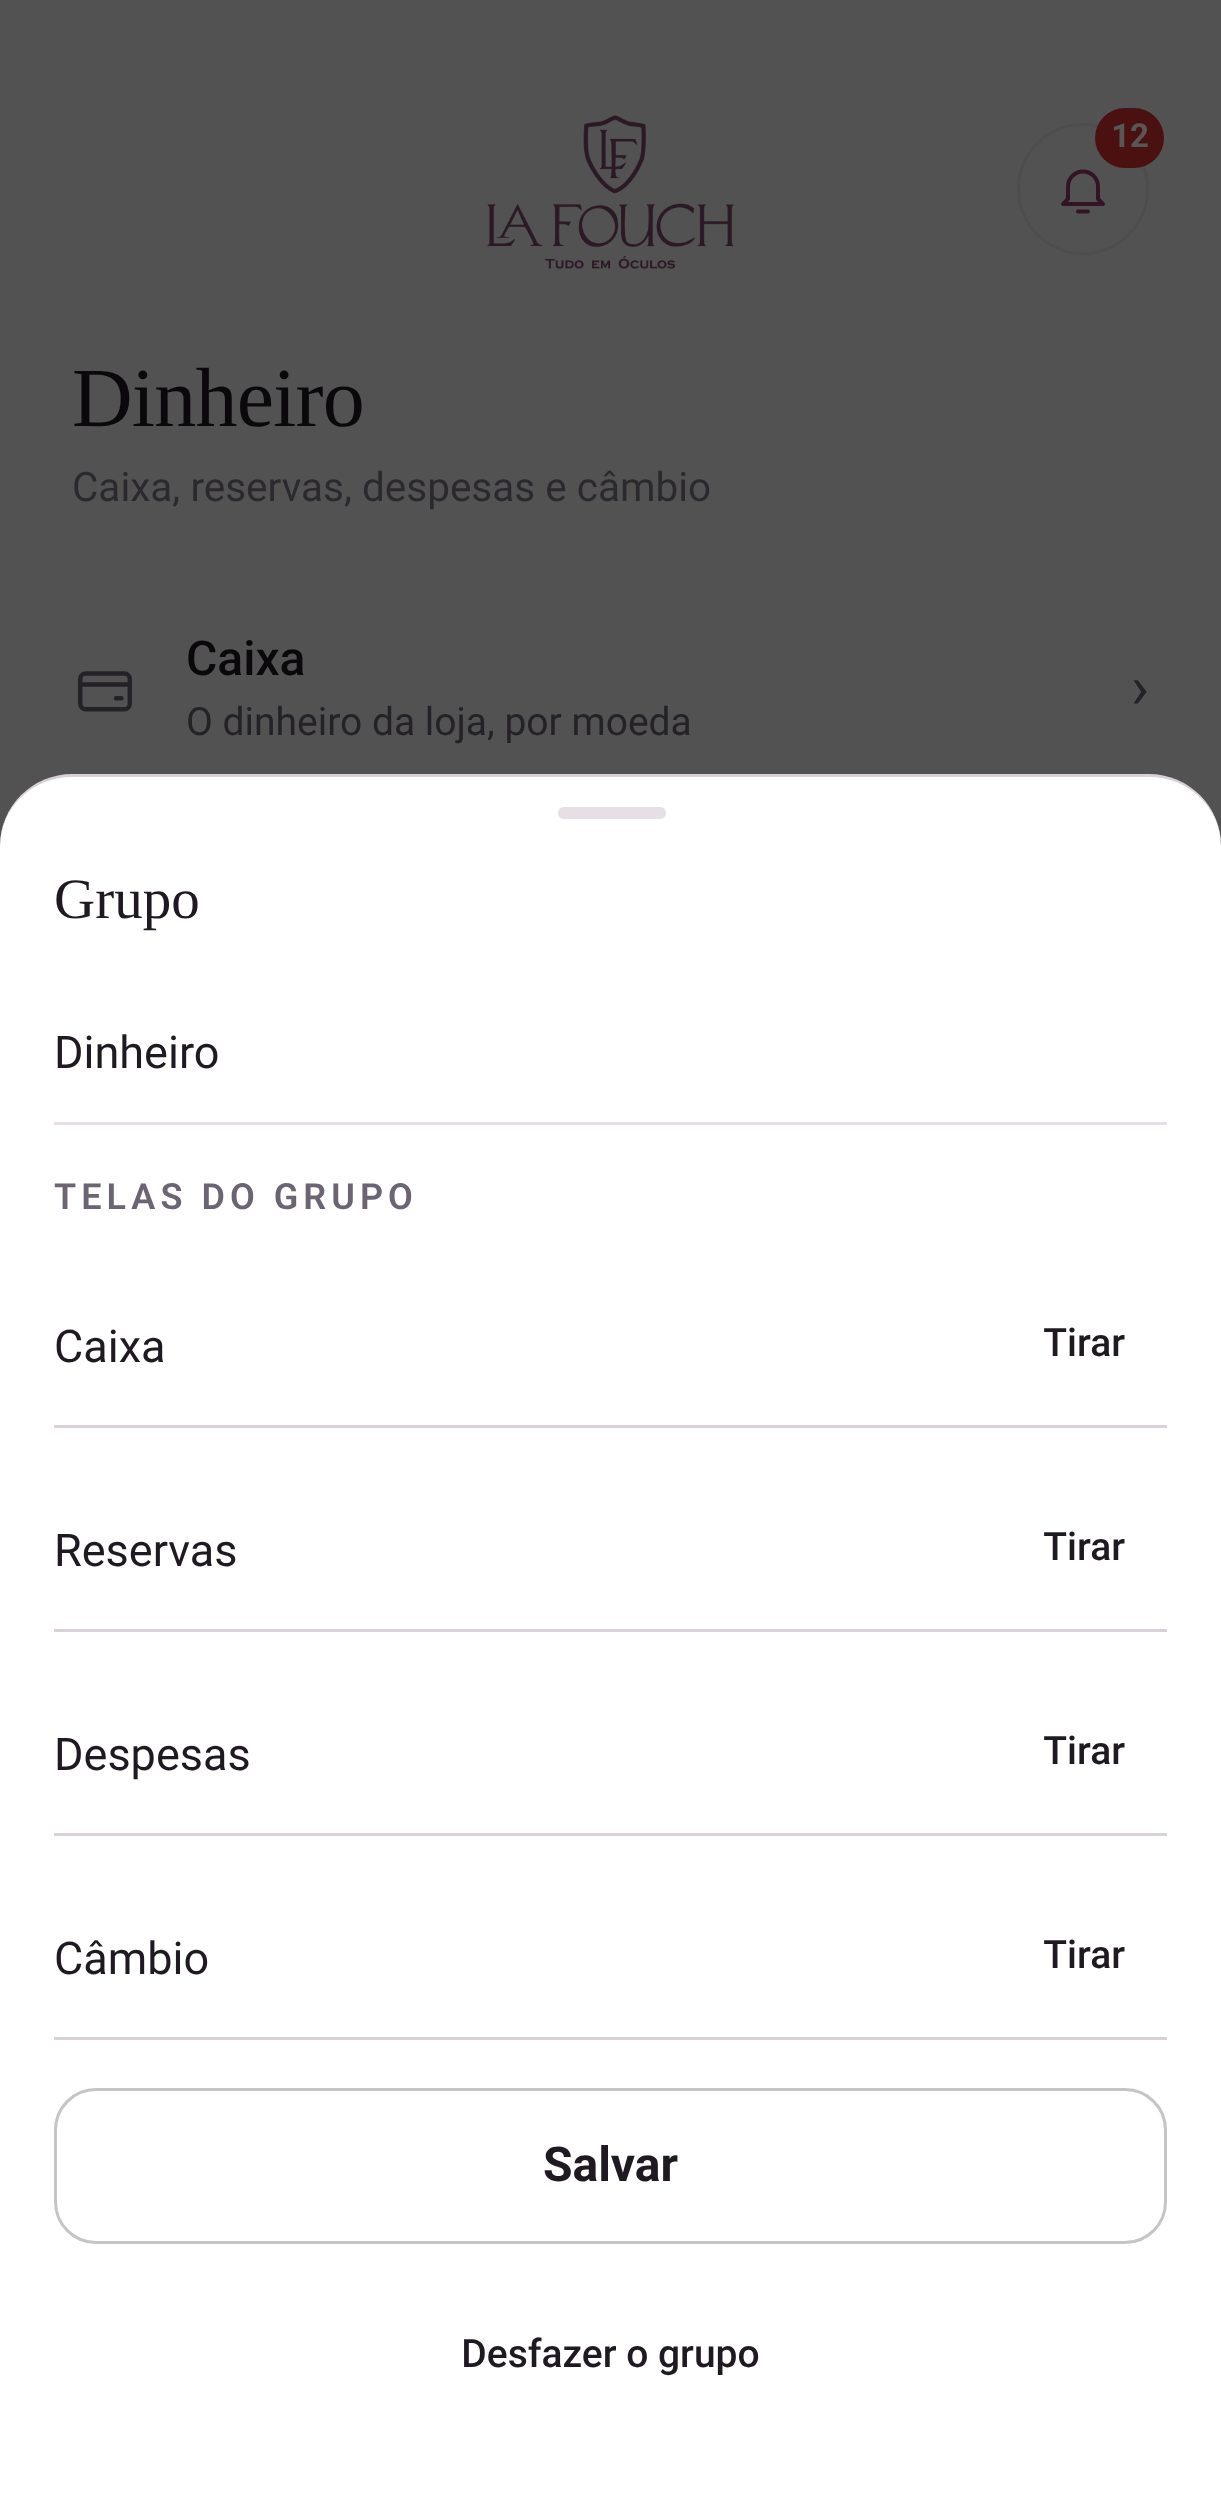 12
LF
LA FOUCH
TUDO EM ÓCULOS
Dinheiro
Caixa, reservas, despesas e câmbio
Caixa
O dinheiro da loja, por moeda
Grupo
Dinheiro
TELAS DO GRUPO
Caixa
Tirar
Reservas
Tirar
Despesas
Tirar
Câmbio
Tirar
Salvar
Desfazer o grupo